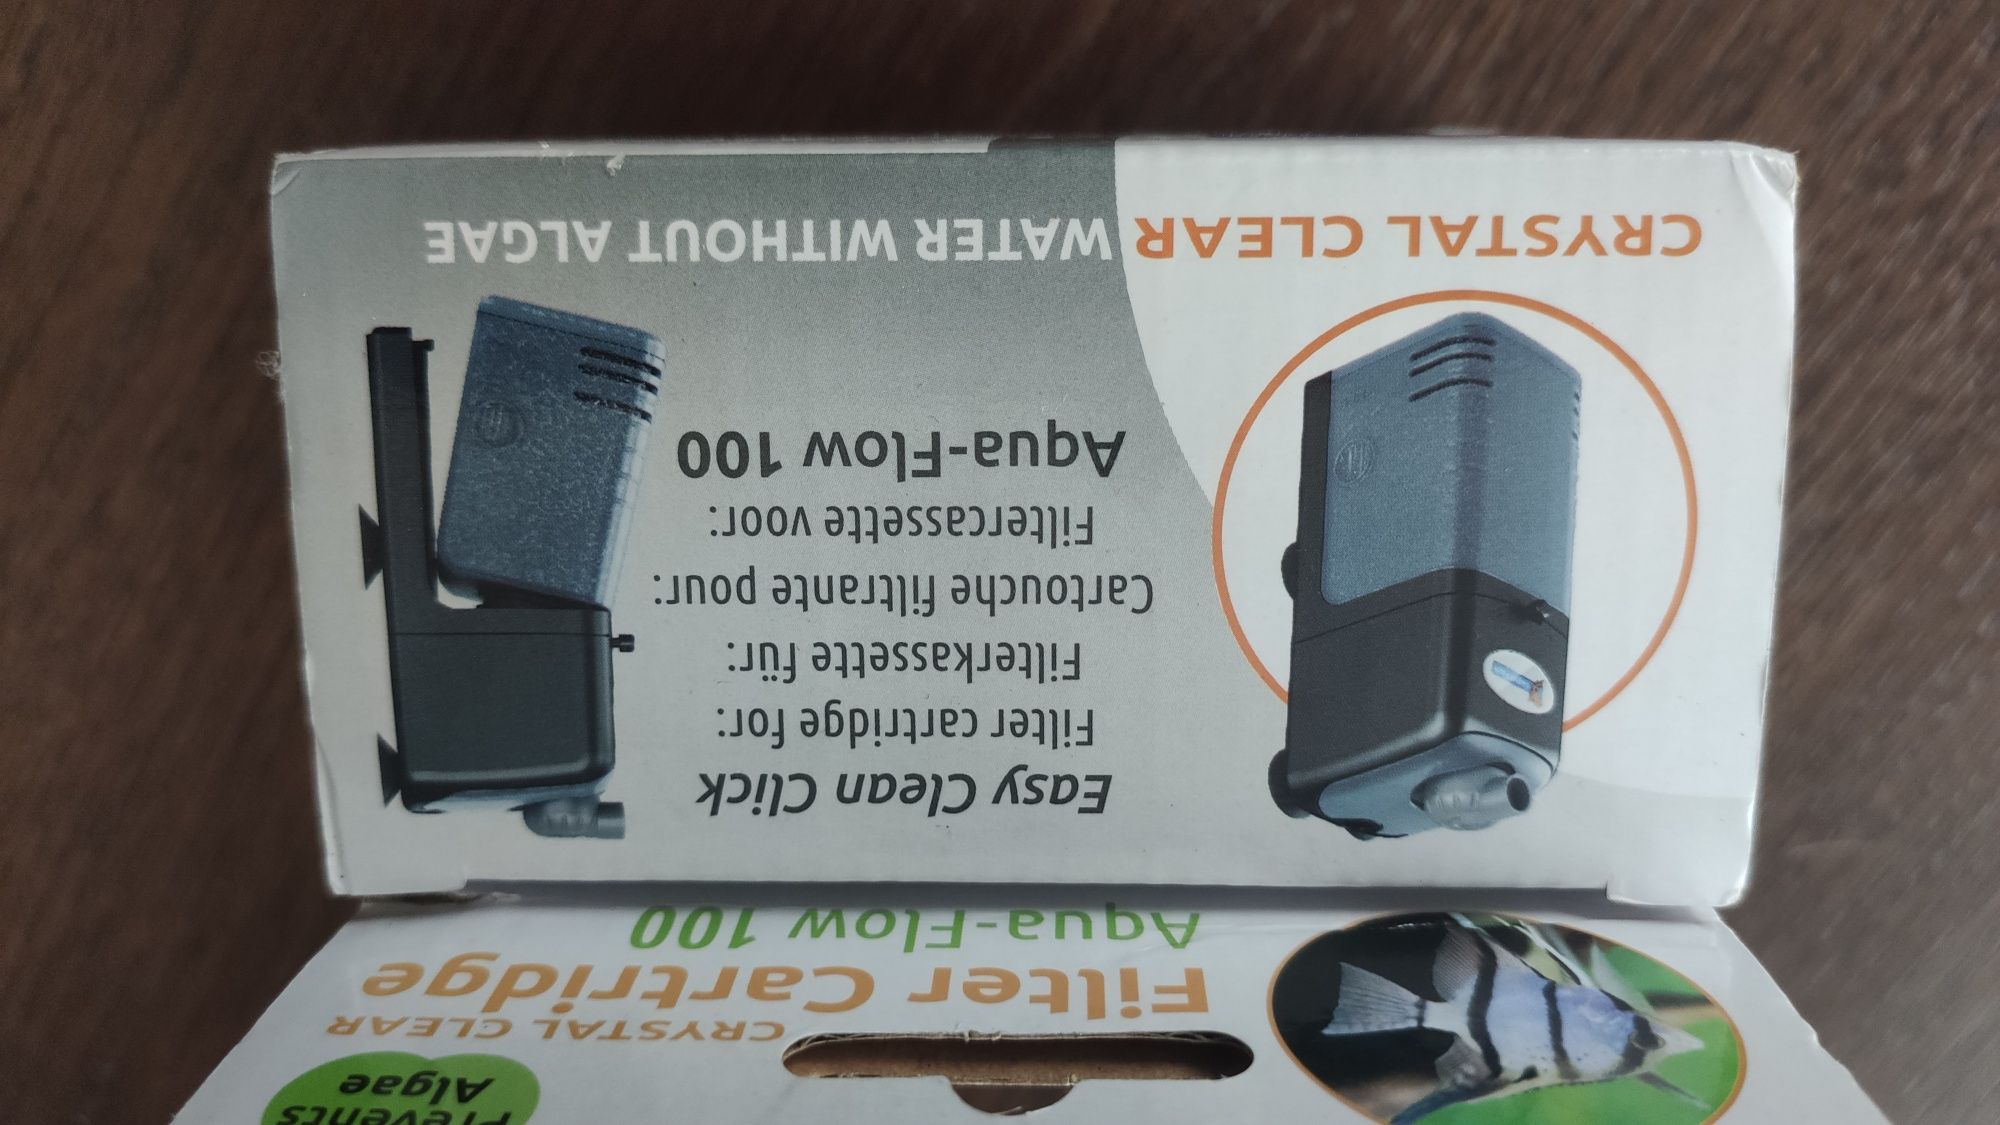 Prevents
Algae
CRYSTAL CLEAR
Filter Cartridge
Aqua-Flow 100
Easy Clean Click
Filter cartridge for:
Filterkassette für:
Cartouche filtrante pour:
Filtercassette voor:
Aqua-Flow 100
CRYSTAL CLEAR WATER WITHOUT ALGAE